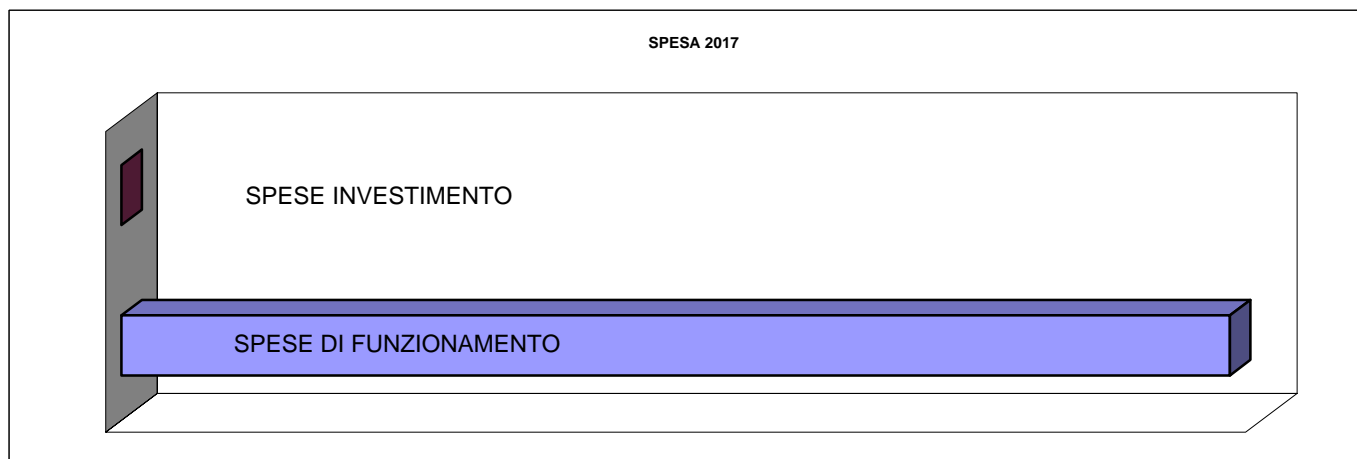 SPESA 2017
SPESE INVESTIMENTO
SPESE DI FUNZIONAMENTO